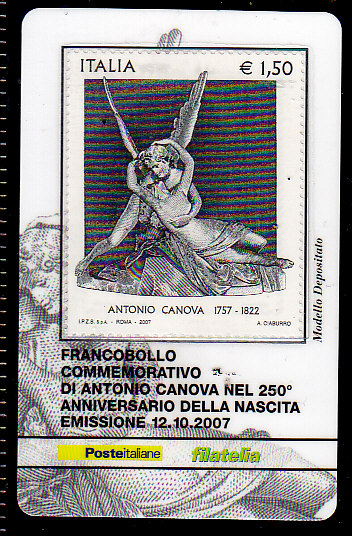 ITALIA € 1,50
ANTONIO CANOVA 1757 - 1822
I.P.Z.S. S.p.A. - ROMA - 2007 A. CIABURRO
Modello Depositato
FRANCOBOLLO
COMMEMORATIVO
DI ANTONIO CANOVA NEL 250°
ANNIVERSARIO DELLA NASCITA
EMISSIONE 12.10.2007
Posteitaliane filatelia